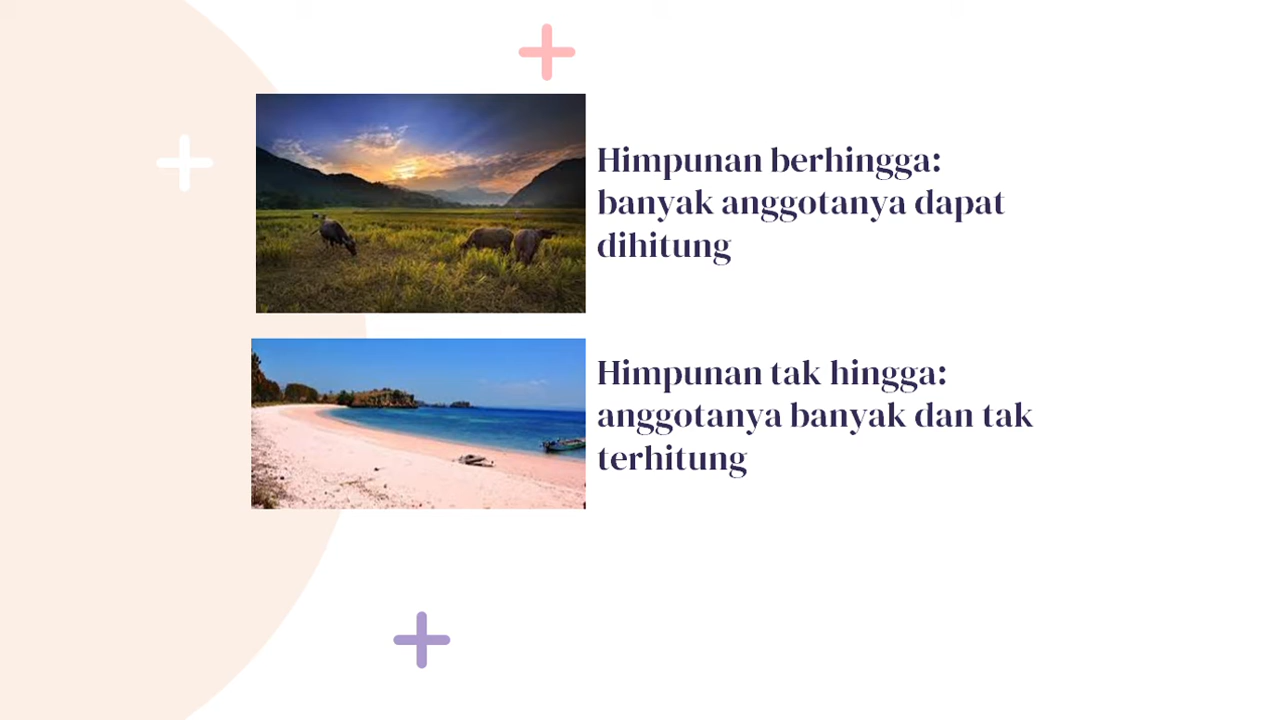 Himpunan berhingga:
banyak anggotanya dapat
dihitung
Himpunan tak hingga:
anggotanya banyak dan tak
terhitung